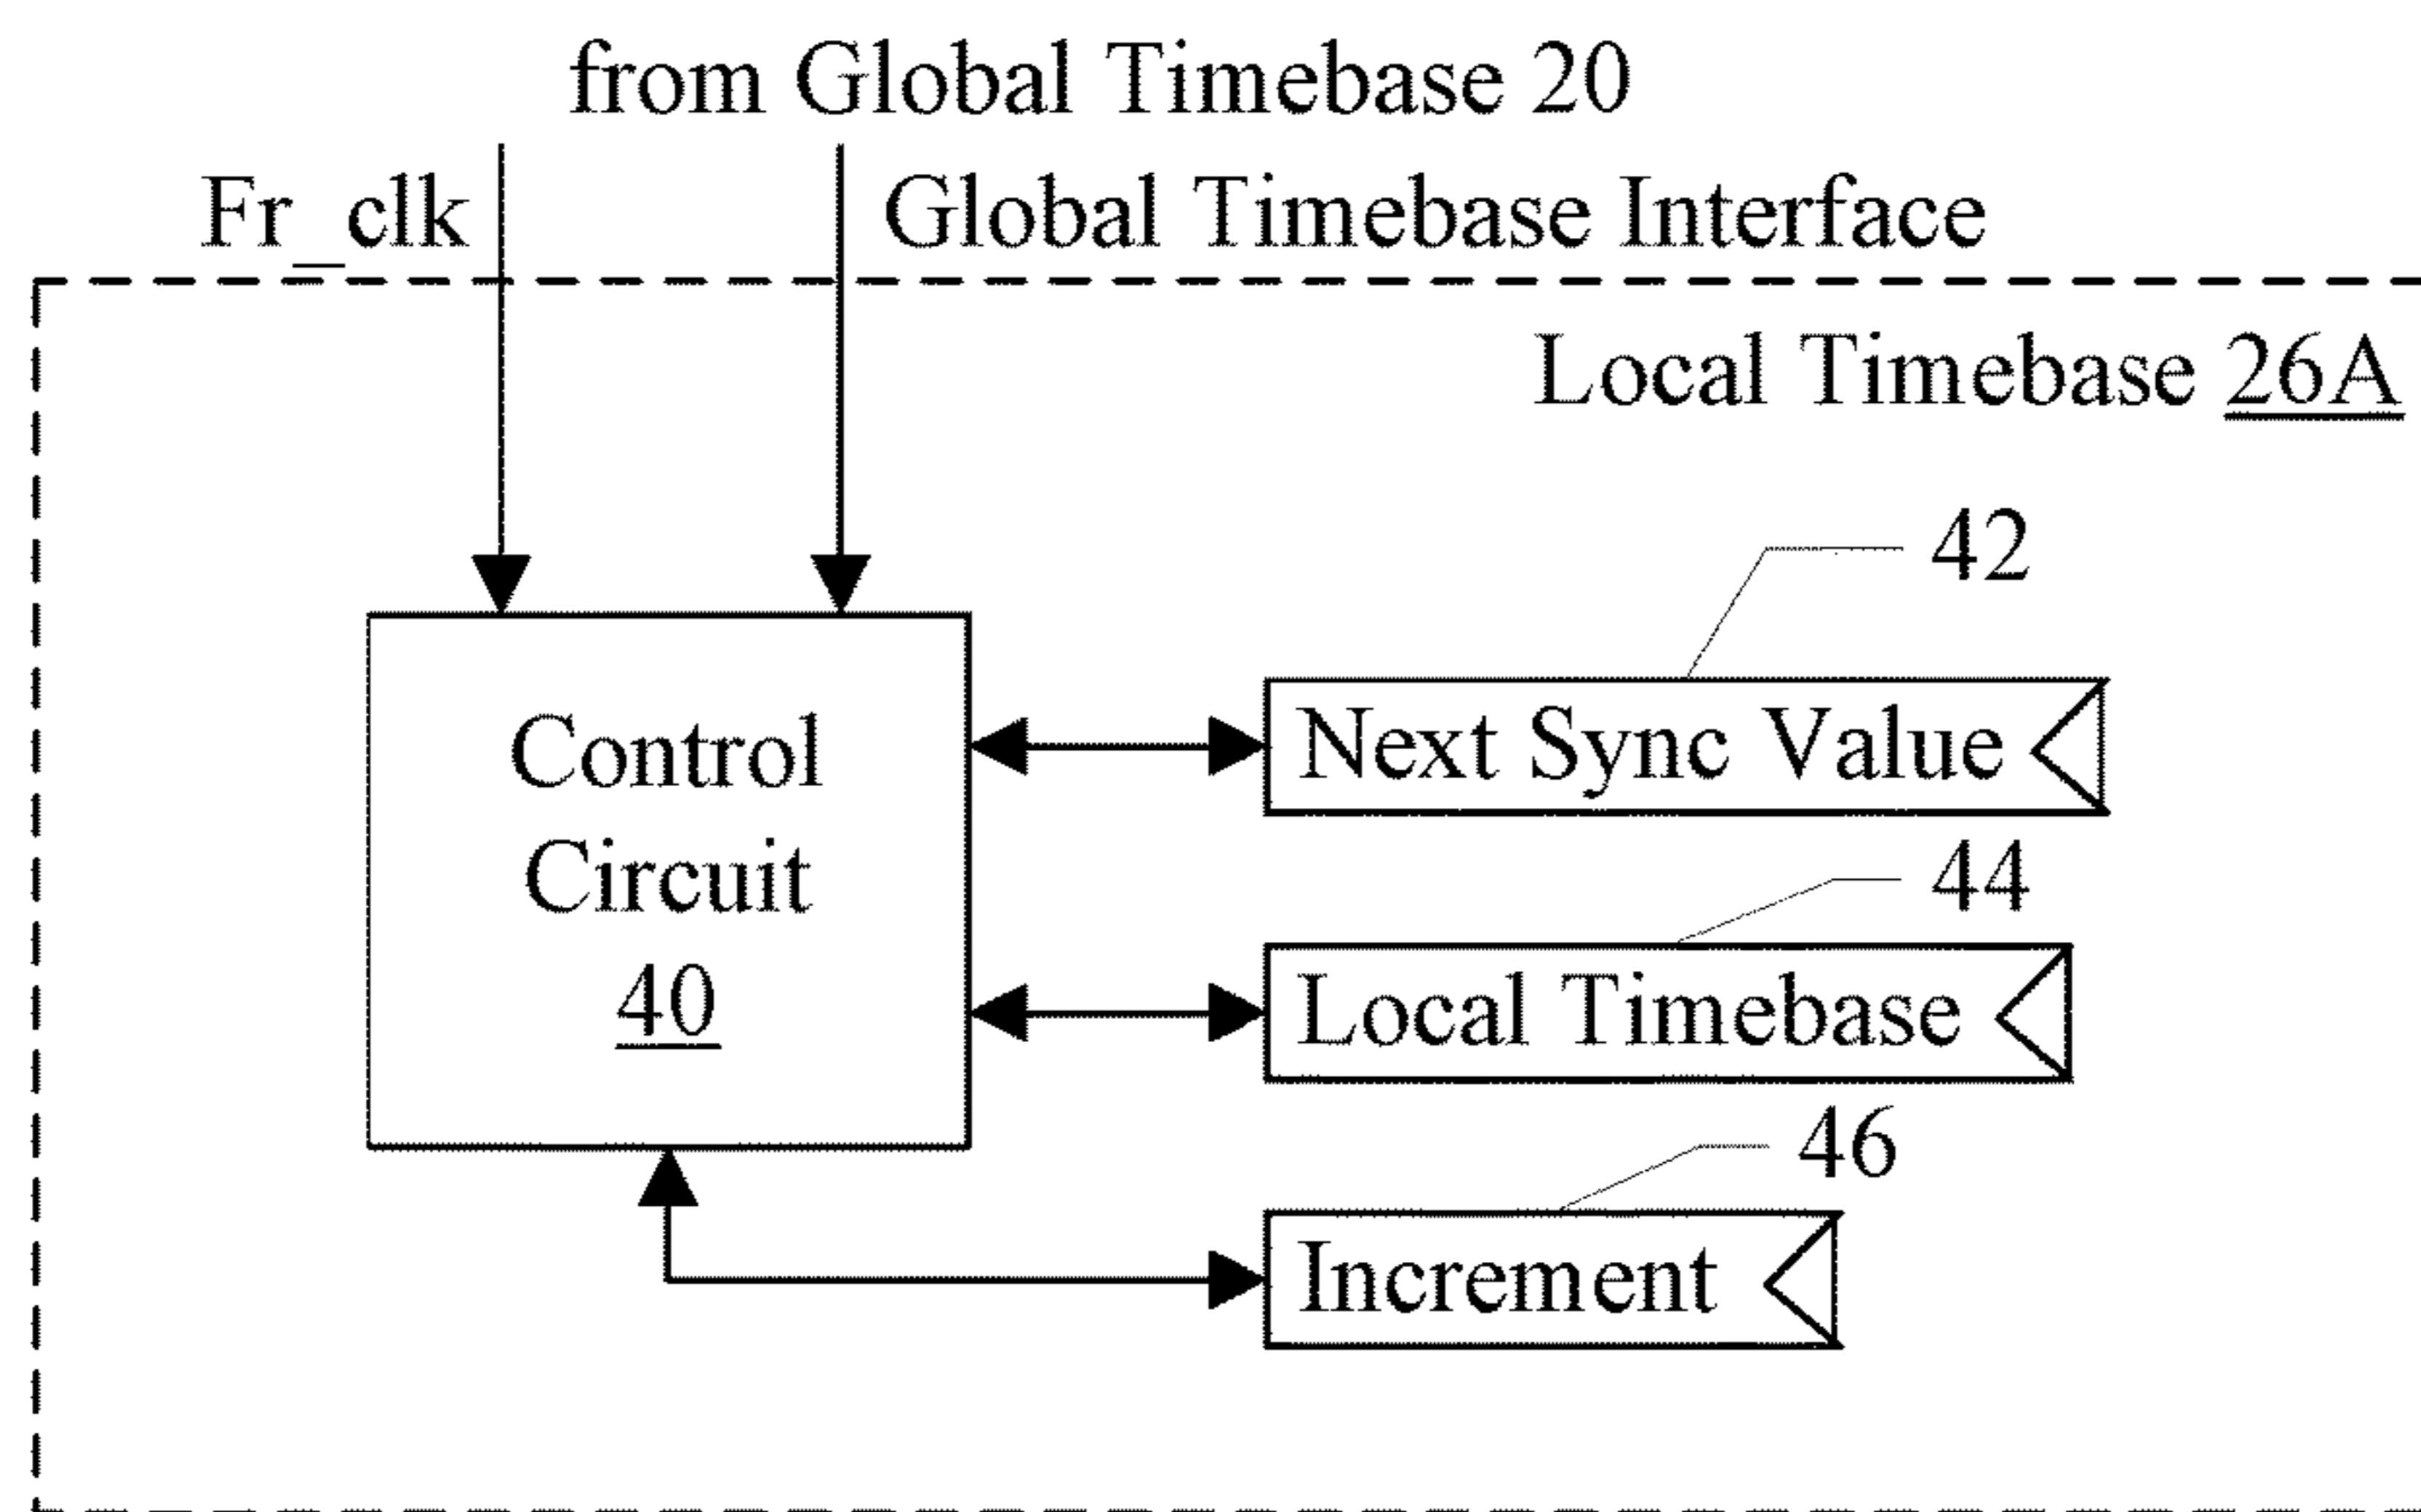 from Global Timebase 20
Fr_clk
Global Timebase Interface
Local Timebase 26A
42
Control
Circuit
40
Next Sync Value
44
Local Timebase
46
Increment